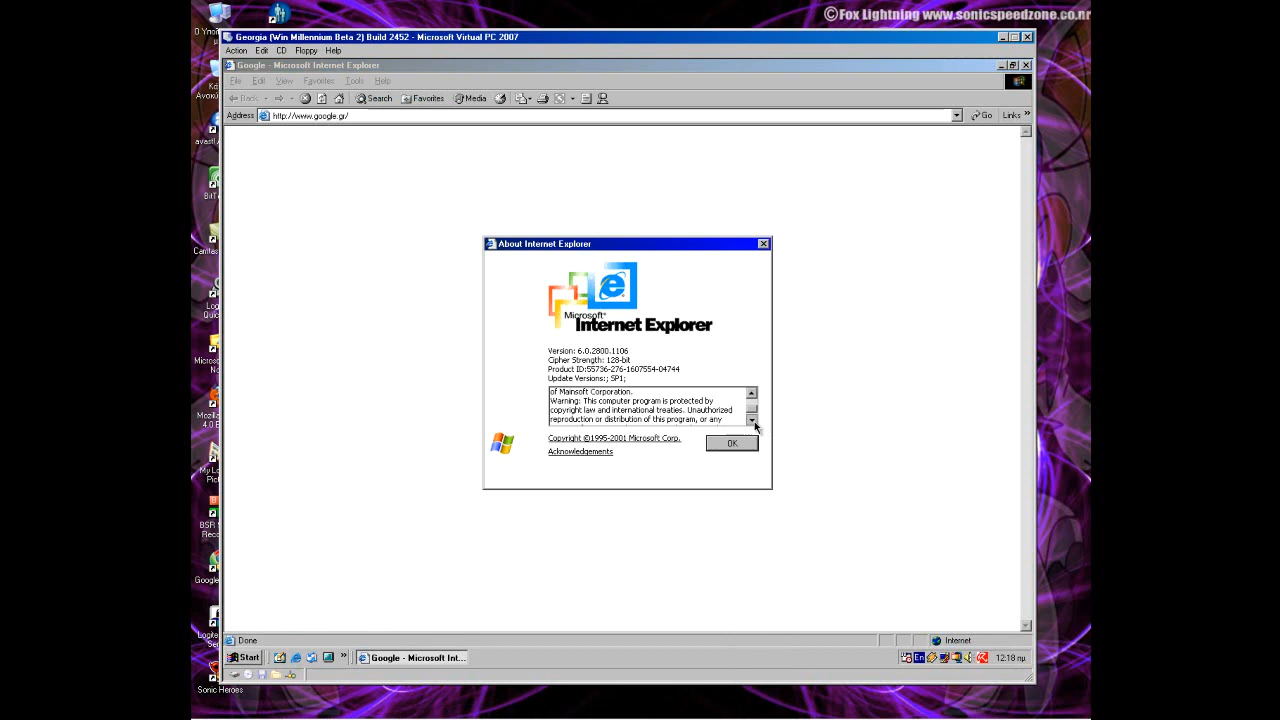 ©Fox Lightning www.sonicspeedzone.co.nr
Georgia (Win Millennium Beta 2) Build 2452 - Microsoft Virtual PC 2007
Action Edit CD Floppy Help
Google - Microsoft Internet Explorer
File Edit View Favorites Tools Help
Back Search Favorites Media
Address http://www.google.gr/ Go Links »
About Internet Explorer
Microsoft®
Internet Explorer
Version: 6.0.2800.1106
Cipher Strength: 128-bit
Product ID:55736-276-1607554-04744
Update Versions:; SP1;
of Mainsoft Corporation.
Warning: This computer program is protected by
copyright law and international treaties. Unauthorized
reproduction or distribution of this program, or any
Copyright ©1995-2001 Microsoft Corp.
OK
Acknowledgements
Done
Internet
Start » Google - Microsoft Int... En 12:18 πμ
Sonic Heroes